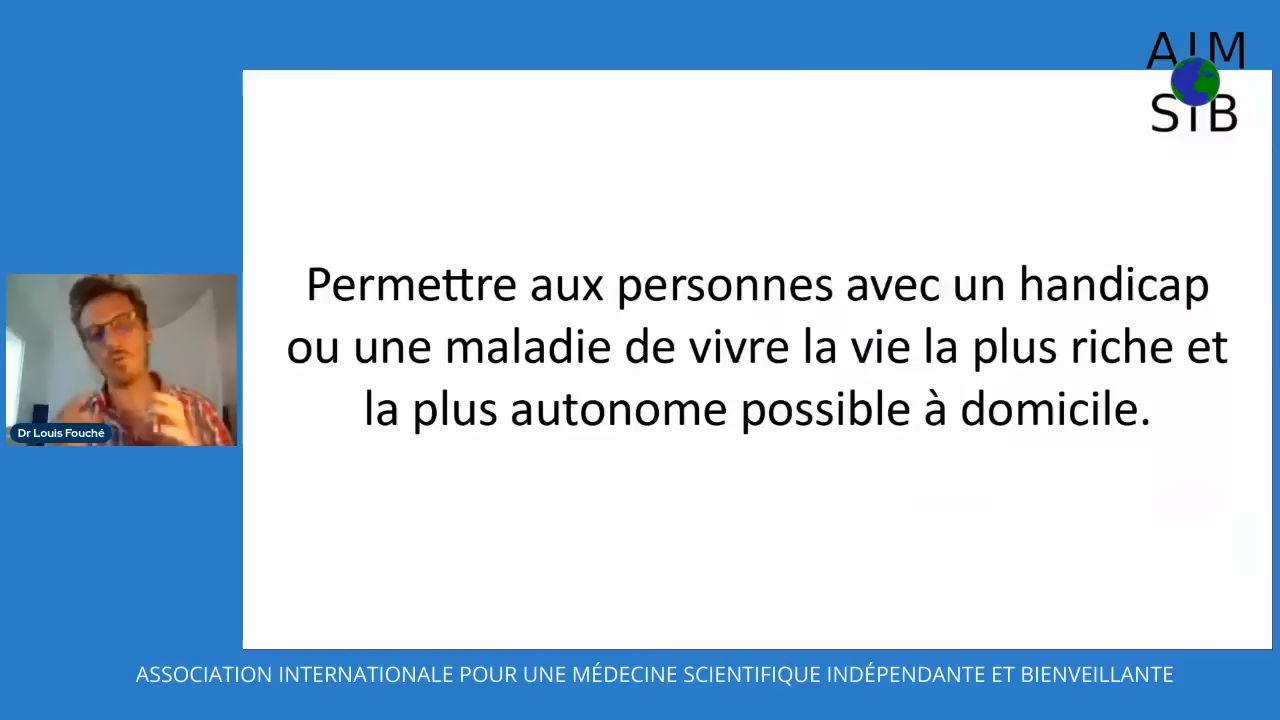 AIM
SIB
Permettre aux personnes avec un handicap
ou une maladie de vivre la vie la plus riche et
la plus autonome possible à domicile.
Dr Louis Fouché
ASSOCIATION INTERNATIONALE POUR UNE MÉDECINE SCIENTIFIQUE INDÉPENDANTE ET BIENVEILLANTE